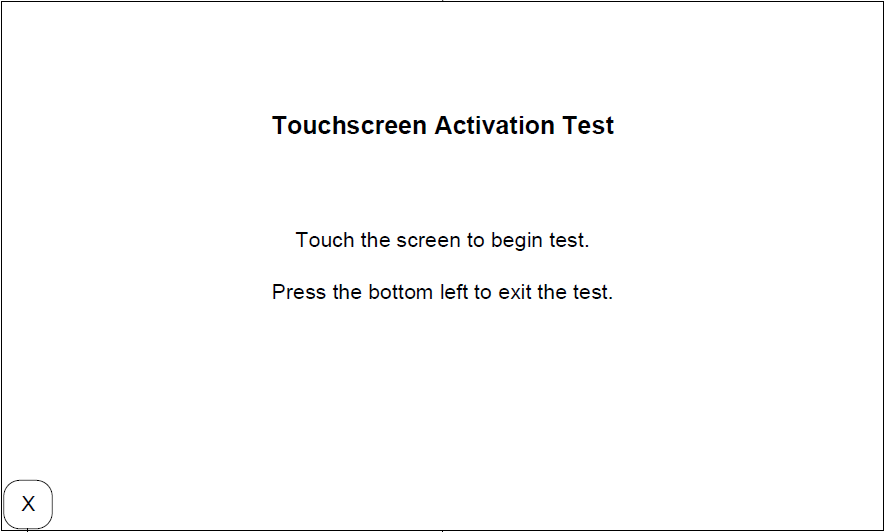 Touchscreen Activation Test
Touch the screen to begin test.
Press the bottom left to exit the test.
X